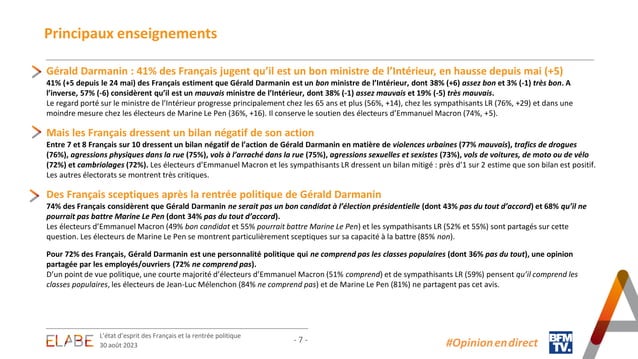 Principaux enseignements
Gérald Darmanin : 41% des Français jugent qu'il est un bon ministre de l'Intérieur, en hausse depuis mai (+5)
41% (+5 depuis le 24 mai) des Français estiment que Gérald Darmanin est un bon ministre de l'Intérieur, dont 38% (+6) assez bon et 3% (-1) très bon. A
l'inverse, 57% (-6) considèrent qu'il est un mauvais ministre de l'Intérieur, dont 38% (-1) assez mauvais et 19% (-5) très mauvais.
Le regard porté sur le ministre de l'Intérieur progresse principalement chez les 65 ans et plus (56%, +14), chez les sympathisants LR (76%, +29) et dans une
moindre mesure chez les électeurs de Marine Le Pen (36%, +16). Il conserve le soutien des électeurs d'Emmanuel Macron (74%, +5).
Mais les Français dressent un bilan négatif de son action
Entre 7 et 8 Français sur 10 dressent un bilan négatif de l'action de Gérald Darmanin en matière de violences urbaines (77% mauvais), trafics de drogues
(76%), agressions physiques dans la rue (75%), vols à l'arraché dans la rue (75%), agressions sexuelles et sexistes (73%), vols de voitures, de moto ou de vélo
(72%) et cambriolages (72%). Les électeurs d'Emmanuel Macron et les sympathisants LR dressent un bilan mitigé : près d'1 sur 2 estime que son bilan est positif.
Les autres électorats se montrent très critiques.
Des Français sceptiques après la rentrée politique de Gérald Darmanin
74% des Français considèrent que Gérald Darmanin ne serait pas un bon candidat à l'élection présidentielle (dont 43% pas du tout d'accord) et 68% qu'il ne
pourrait pas battre Marine Le Pen (dont 34% pas du tout d'accord).
Les électeurs d'Emmanuel Macron (49% bon candidat et 55% pourrait battre Marine Le Pen) et les sympathisants LR (52% et 55%) sont partagés sur cette
question. Les électeurs de Marine Le Pen se montrent particulièrement sceptiques sur sa capacité à la battre (85% non).
Pour 72% des Français, Gérald Darmanin est une personnalité politique qui ne comprend pas les classes populaires (dont 36% pas du tout), une opinion
partagée par les employés/ouvriers (72% ne comprend pas).
D'un point de vue politique, une courte majorité d'électeurs d'Emmanuel Macron (51% comprend) et de sympathisants LR (59%) pensent qu'il comprend les
classes populaires, les électeurs de Jean-Luc Mélenchon (84% ne comprend pas) et de Marine Le Pen (81%) ne partagent pas cet avis.
ELABE
L'état d'esprit des Français et la rentrée politique
30 août 2023
- 7 -
#Opinion en direct
BFM
TV.